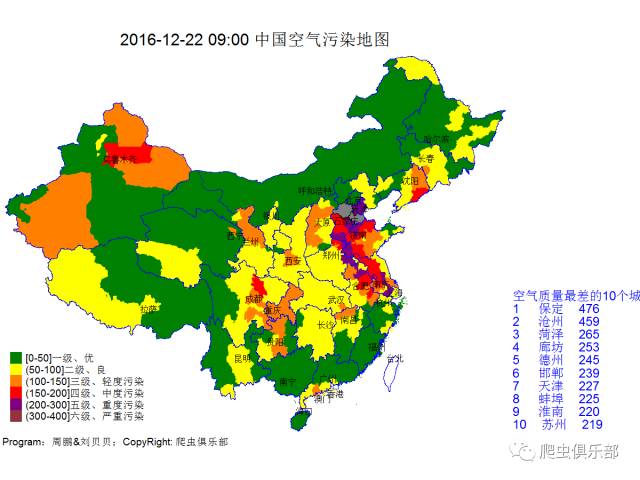 2016-12-22 09:00 中国空气污染地图
乌鲁木齐
哈尔滨
长春
沈阳
呼和浩特
银川
太原
济南
西宁
兰州
西安
郑州
合肥
拉萨
成都
重庆
武汉
长沙
南昌
贵阳
昆明
福州
台北
南宁
广州
香港
澳门
海口
[0-50]一级、优
(50-100]二级、良
(100-150]三级、轻度污染
(150-200]四级、中度污染
(200-300]五级、重度污染
(300-400]六级、严重污染
Program：周鹏&刘贝贝；CopyRight: 爬虫俱乐部
空气质量最差的10个城
1 保定 476
2 沧州 459
3 菏泽 265
4 廊坊 253
5 德州 245
6 邯郸 239
7 天津 227
8 蚌埠 225
9 淮南 220
10 苏州 219
爬虫俱乐部